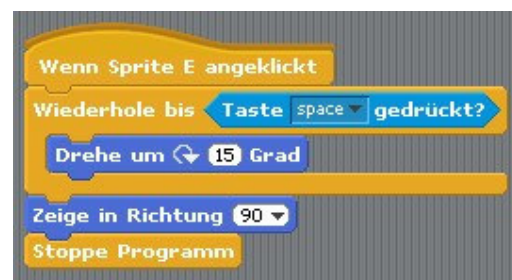 Wenn Sprite E angeklickt
Wiederhole bis Taste space gedrückt?
Drehe um 15 Grad
Zeige in Richtung 90
Stoppe Programm